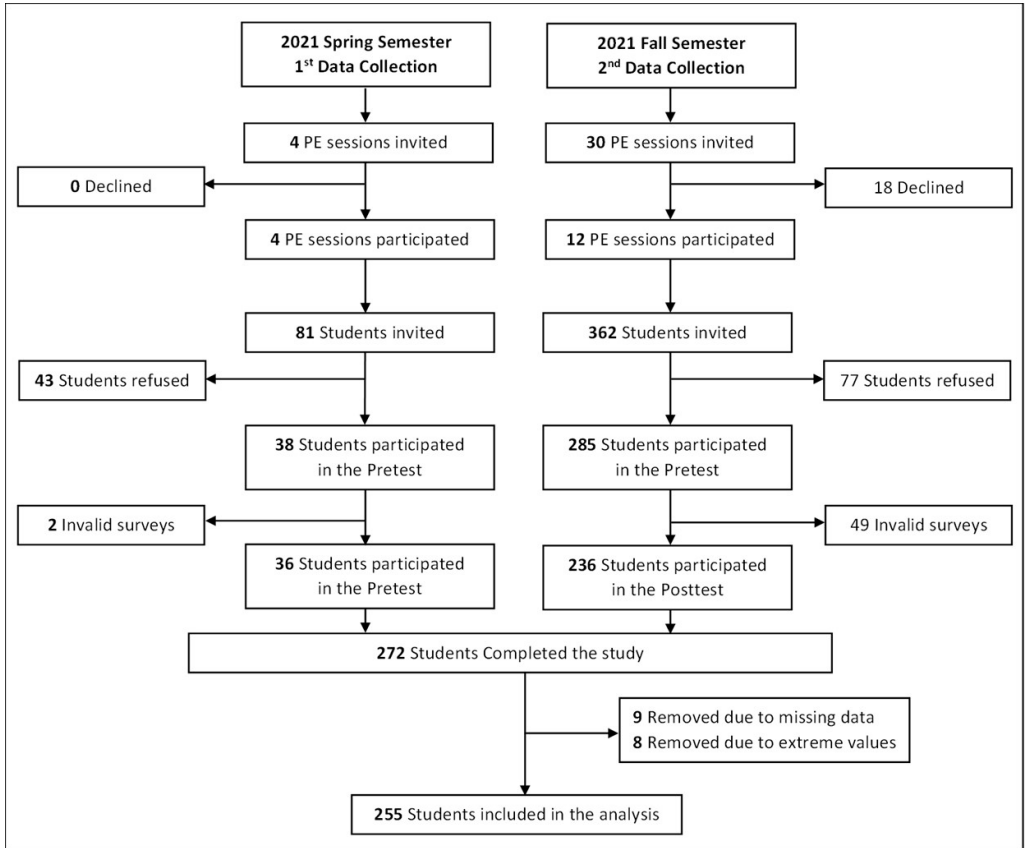 2021 Spring Semester
1st Data Collection
2021 Fall Semester
2nd Data Collection
4 PE sessions invited
30 PE sessions invited
0 Declined
18 Declined
4 PE sessions participated
12 PE sessions participated
81 Students invited
362 Students invited
43 Students refused
77 Students refused
38 Students participated
in the Pretest
285 Students participated
in the Pretest
2 Invalid surveys
49 Invalid surveys
36 Students participated
in the Pretest
236 Students participated
in the Posttest
272 Students Completed the study
9 Removed due to missing data
8 Removed due to extreme values
255 Students included in the analysis